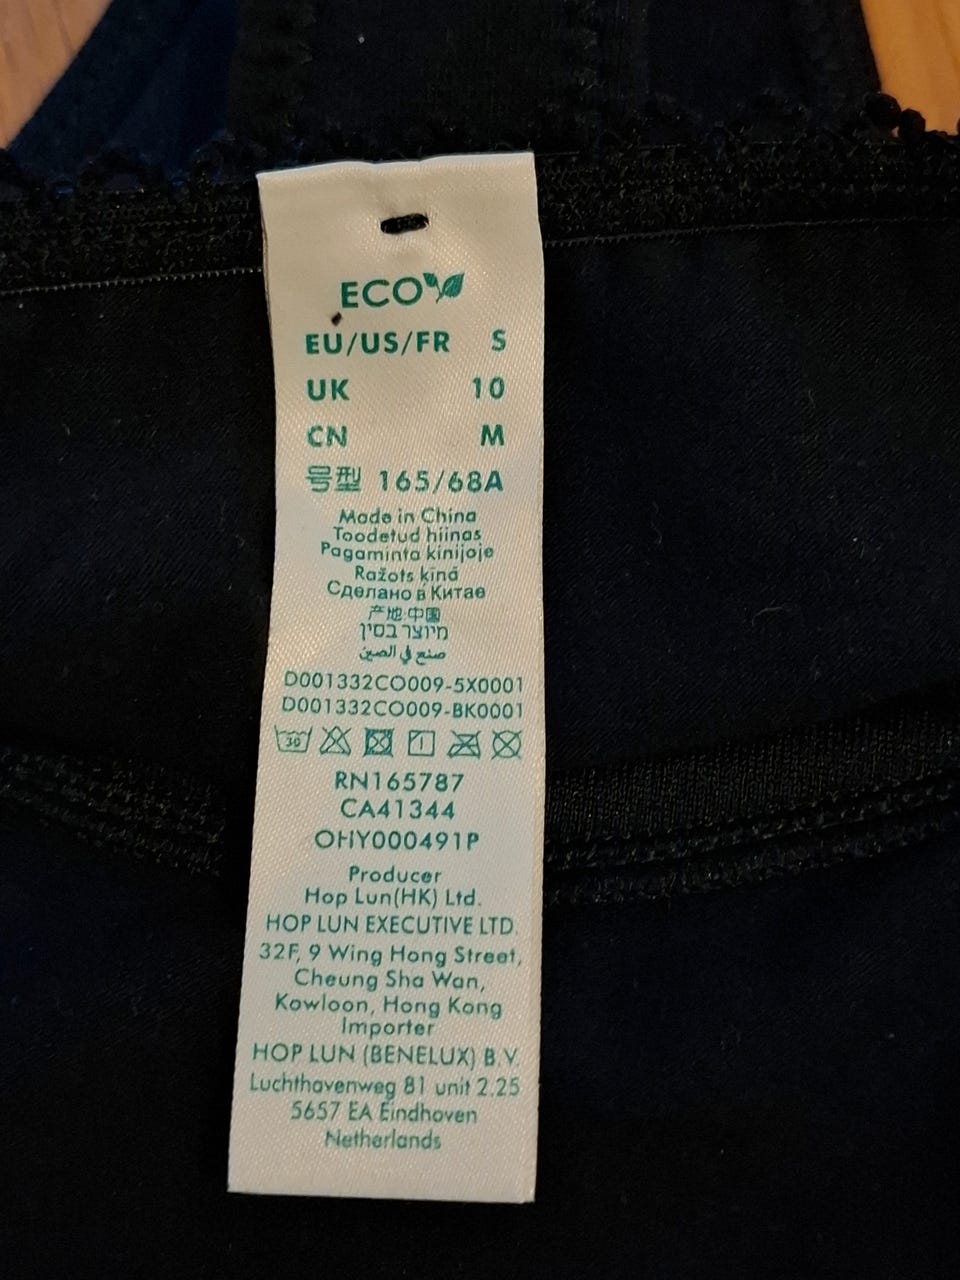 ECO
EU/US/FR S
UK 10
CN M
号型 165/68A
Made in China
Toodetud hiinas
Pagaminta kinijoje
Ražots ķīnā
Сделано в Китае
产地:中国
מיוצר בסין
صنع في الصين
D001332CO009-5X0001
D001332CO009-BK0001
30
RN165787
CA41344
OHY000491P
Producer
Hop Lun(HK) Ltd.
HOP LUN EXECUTIVE LTD.
32F, 9 Wing Hong Street,
Cheung Sha Wan,
Kowloon, Hong Kong
Importer
HOP LUN (BENELUX) B.V.
Luchthavenweg 81 unit 2.25
5657 EA Eindhoven
Netherlands